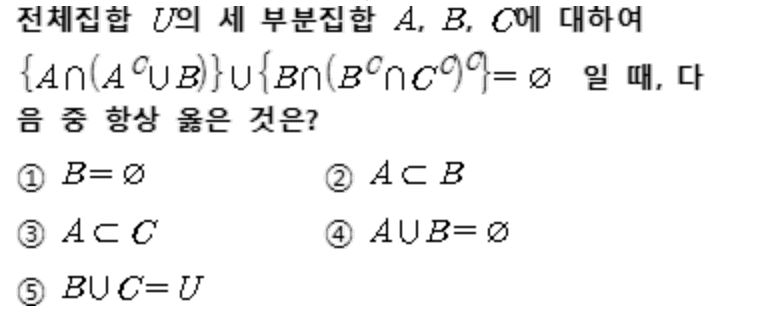 전체집합 U의 세 부분집합 A, B, C에 대하여
{A∩(A^C∪B)}∪{B∩(B^C∩C^C)^C}=∅ 일 때, 다
음 중 항상 옳은 것은?
① B=∅ ② A⊂B
③ A⊂C ④ A∪B=∅
⑤ B∪C=U